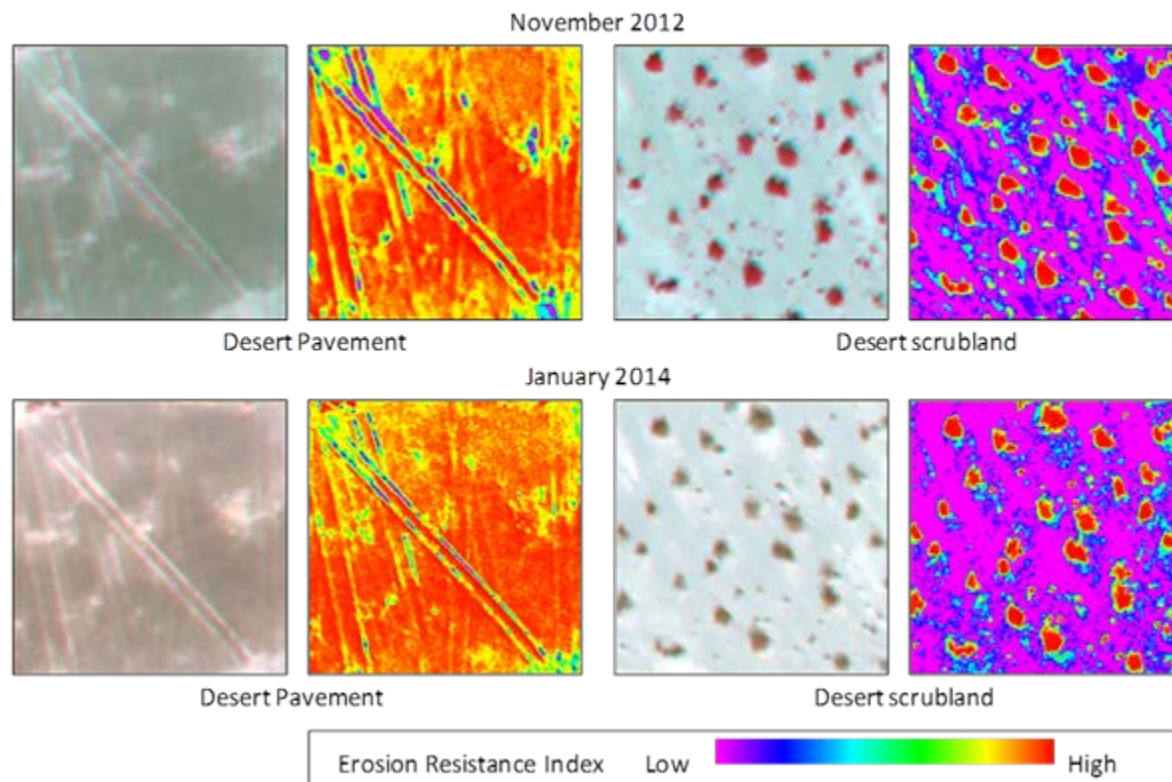 November 2012
Desert Pavement
Desert scrubland
January 2014
Desert Pavement
Desert scrubland
Erosion Resistance Index Low High